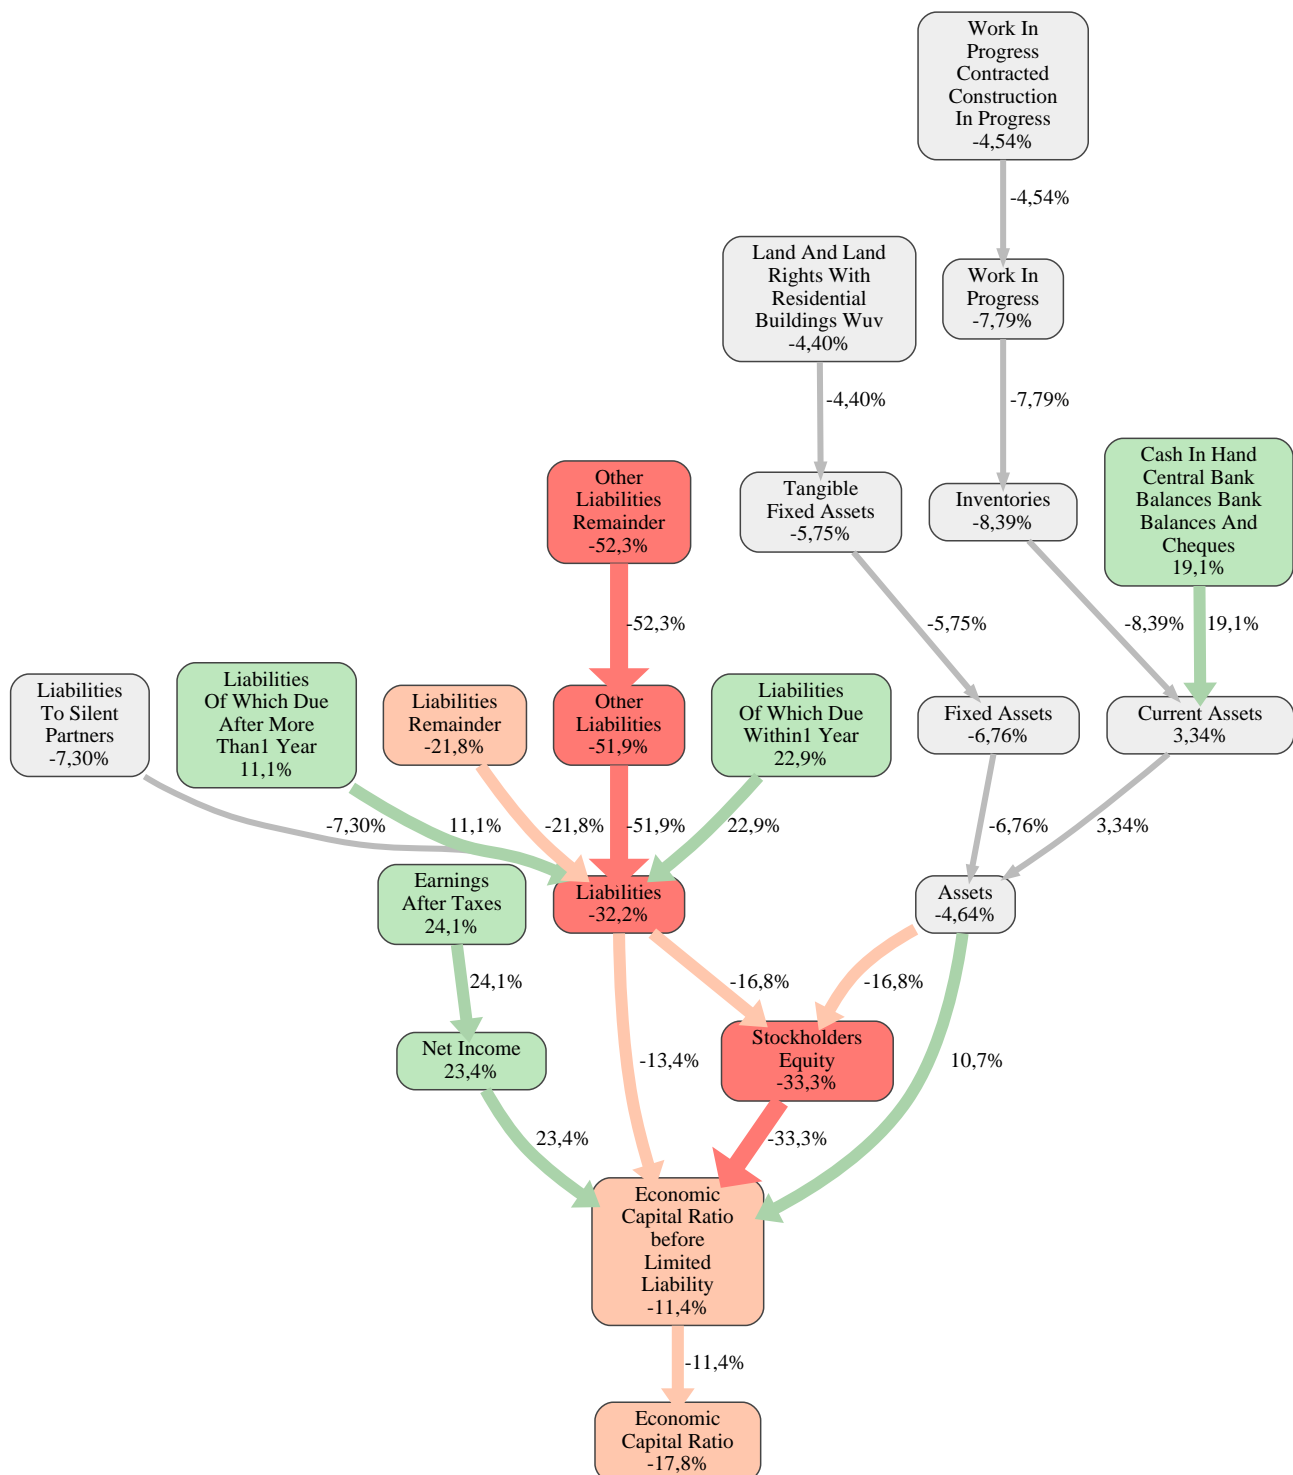 Work In
Progress
Contracted
Construction
In Progress
-4,54%
-4,54%
Land And Land
Rights With
Residential
Buildings Wuv
-4,40%
Work In
Progress
-7,79%
-4,40%
-7,79%
Cash In Hand
Central Bank
Balances Bank
Balances And
Cheques
19,1%
Other
Liabilities
Remainder
-52,3%
Tangible
Fixed Assets
-5,75%
Inventories
-8,39%
-52,3%
-5,75%
-8,39%
19,1%
Liabilities
To Silent
Partners
-7,30%
Liabilities
Of Which Due
After More
Than1 Year
11,1%
Liabilities
Remainder
-21,8%
Other
Liabilities
-51,9%
Liabilities
Of Which Due
Within1 Year
22,9%
Fixed Assets
-6,76%
Current Assets
3,34%
-7,30%
11,1%
-21,8%
-51,9%
22,9%
-6,76%
3,34%
Earnings
After Taxes
24,1%
Liabilities
-32,2%
Assets
-4,64%
24,1%
-16,8%
-16,8%
Net Income
23,4%
-13,4%
Stockholders
Equity
-33,3%
10,7%
23,4%
-33,3%
Economic
Capital Ratio
before
Limited
Liability
-11,4%
-11,4%
Economic
Capital Ratio
-17,8%